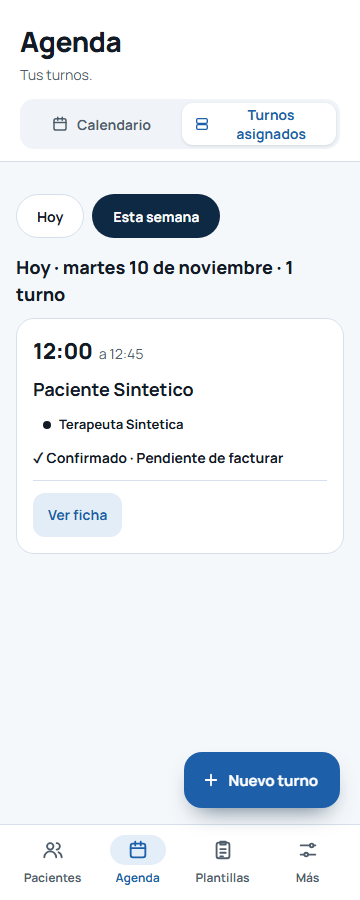 Agenda
Tus turnos.
Calendario
Turnos
asignados
Hoy
Esta semana
Hoy · martes 10 de noviembre · 1
turno
12:00 a 12:45
Paciente Sintetico
Terapeuta Sintetica
✓ Confirmado · Pendiente de facturar
Ver ficha
+ Nuevo turno
Pacientes
Agenda
Plantillas
Más